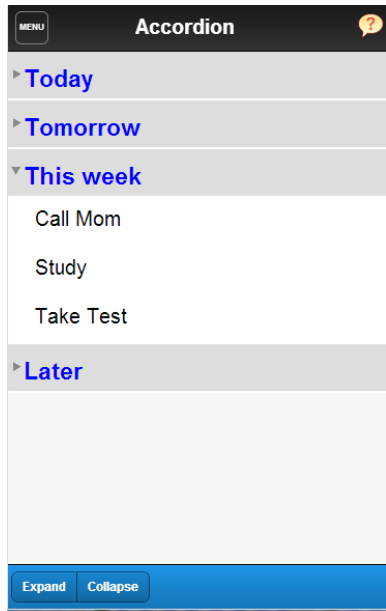 MENU Accordion ?
Today
Tomorrow
This week
Call Mom
Study
Take Test
Later
Expand Collapse